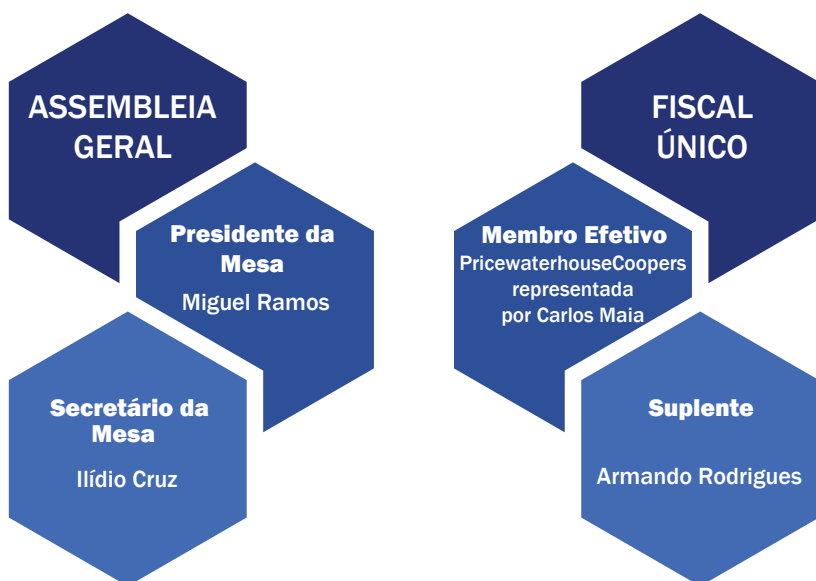 ASSEMBLEIA
GERAL
Presidente da
Mesa
Miguel Ramos
Secretário da
Mesa
Ilídio Cruz
FISCAL
ÚNICO
Membro Efetivo
PricewaterhouseCoopers
representada
por Carlos Maia
Suplente
Armando Rodrigues